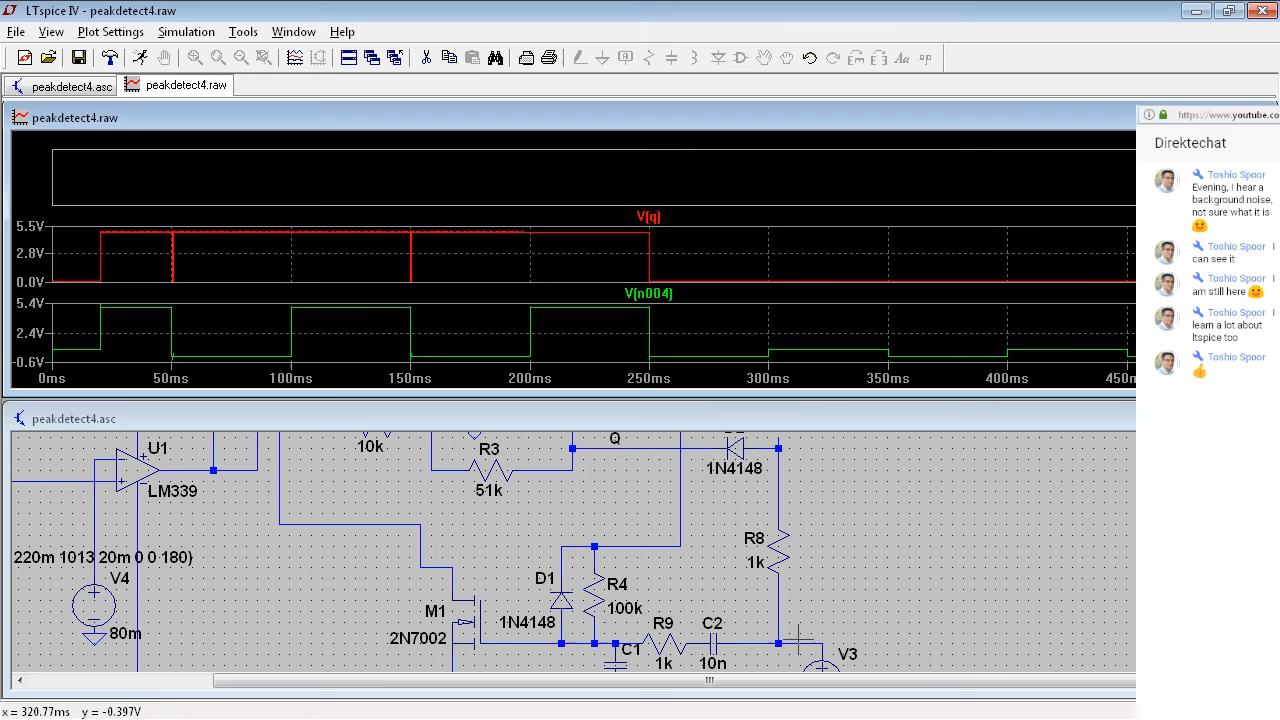 LTspice IV - peakdetect4.raw
File View Plot Settings Simulation Tools Window Help
peakdetect4.asc peakdetect4.raw
peakdetect4.raw
V(q)
5.5V
2.8V
0.0V
V(n004)
5.4V
2.4V
-0.6V
0ms 50ms 100ms 150ms 200ms 250ms 300ms 350ms 400ms 450m
peakdetect4.asc
U1
LM339
10k
R3
51k
Q
1N4148
220m 1013 20m 0 0 180)
V4
80m
M1
2N7002
D1
1N4148
R4
100k
C1
R9
1k
C2
10n
R8
1k
V3
x = 320.77ms y = -0.397V
https://www.youtube.co
Direktechat
Toshio Spoor
Evening, I hear a
background noise,
not sure what it is
Toshio Spoor I
can see it
Toshio Spoor I
am still here
Toshio Spoor I
learn a lot about
ltspice too
Toshio Spoor